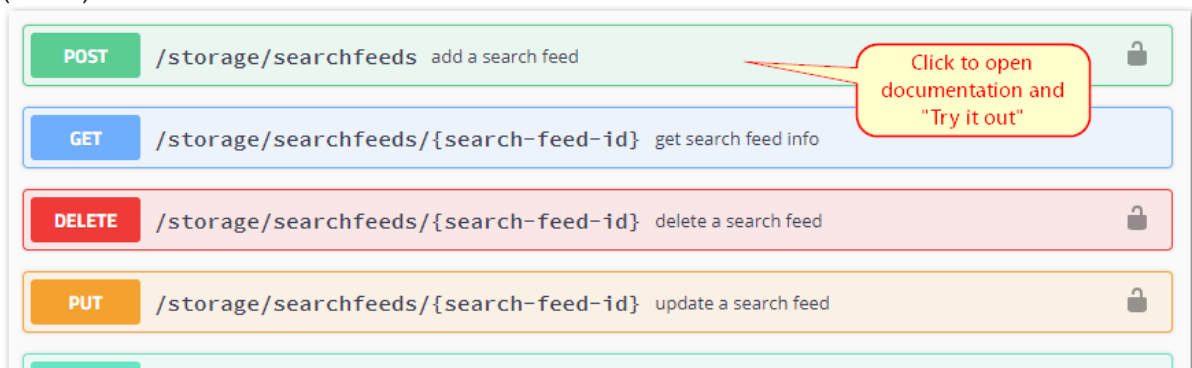 POST /storage/searchfeeds add a search feed
Click to open
documentation and
"Try it out"
GET /storage/searchfeeds/{search-feed-id} get search feed info
DELETE /storage/searchfeeds/{search-feed-id} delete a search feed
PUT /storage/searchfeeds/{search-feed-id} update a search feed